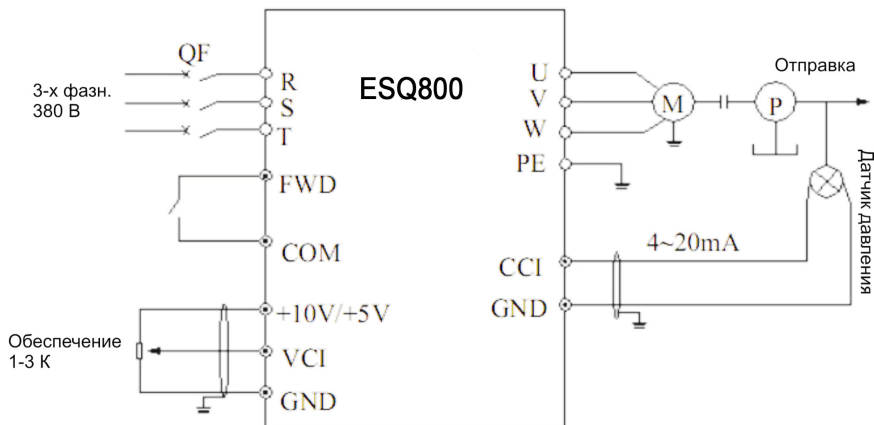 QF
3-х фазн.
380 В
R
S
T
ESQ800
U
V
W
PE
M
P
Отправка
Датчик давления
FWD
COM
CCI
4~20mA
GND
+10V/+5V
Обеспечение
1-3 К
VCI
GND